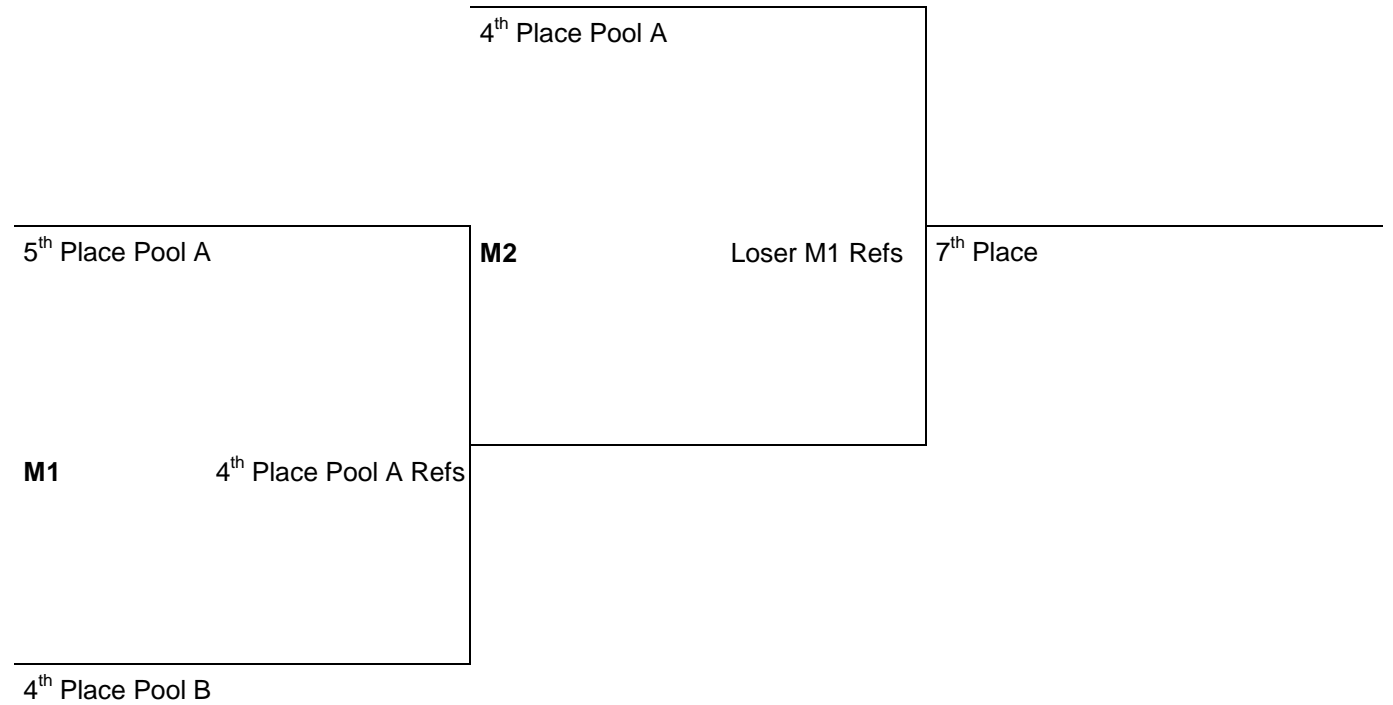 4th Place Pool A
5th Place Pool A
M2 Loser M1 Refs
7th Place
M1 4th Place Pool A Refs
4th Place Pool B